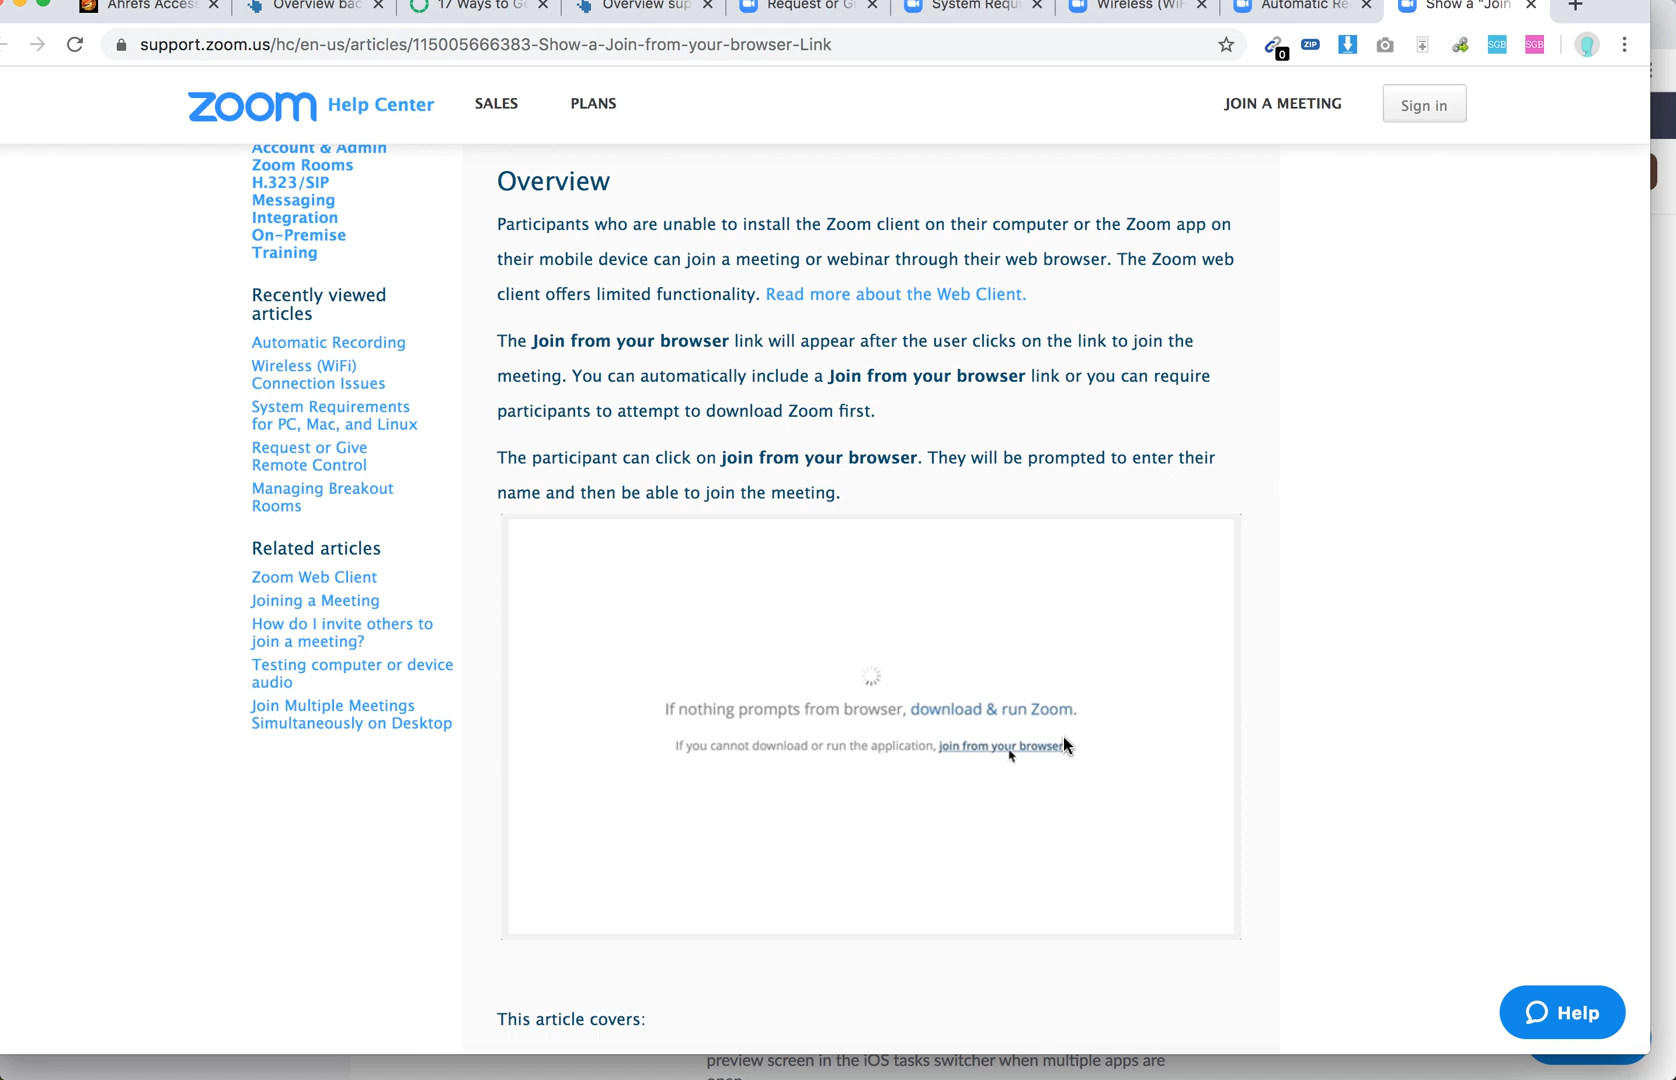 Ahrefs Acces
Overview bac
17 Ways to G
Overview sup
Request or Gi
System Requi
Wireless (WiF
Automatic Re
Show a "Join
support.zoom.us/hc/en-us/articles/115005666383-Show-a-Join-from-your-browser-Link
0
ZIP
SGB
SGB
zoom Help Center
SALES
PLANS
JOIN A MEETING
Sign in
Account & Admin
Zoom Rooms
H.323/SIP
Messaging
Integration
On-Premise
Training
Recently viewed
articles
Automatic Recording
Wireless (WiFi)
Connection Issues
System Requirements
for PC, Mac, and Linux
Request or Give
Remote Control
Managing Breakout
Rooms
Related articles
Zoom Web Client
Joining a Meeting
How do I invite others to
join a meeting?
Testing computer or device
audio
Join Multiple Meetings
Simultaneously on Desktop
Overview
Participants who are unable to install the Zoom client on their computer or the Zoom app on
their mobile device can join a meeting or webinar through their web browser. The Zoom web
client offers limited functionality. Read more about the Web Client.
The Join from your browser link will appear after the user clicks on the link to join the
meeting. You can automatically include a Join from your browser link or you can require
participants to attempt to download Zoom first.
The participant can click on join from your browser. They will be prompted to enter their
name and then be able to join the meeting.
If nothing prompts from browser, download & run Zoom.
If you cannot download or run the application, join from your browser
This article covers:
Help
preview screen in the iOS tasks switcher when multiple apps are